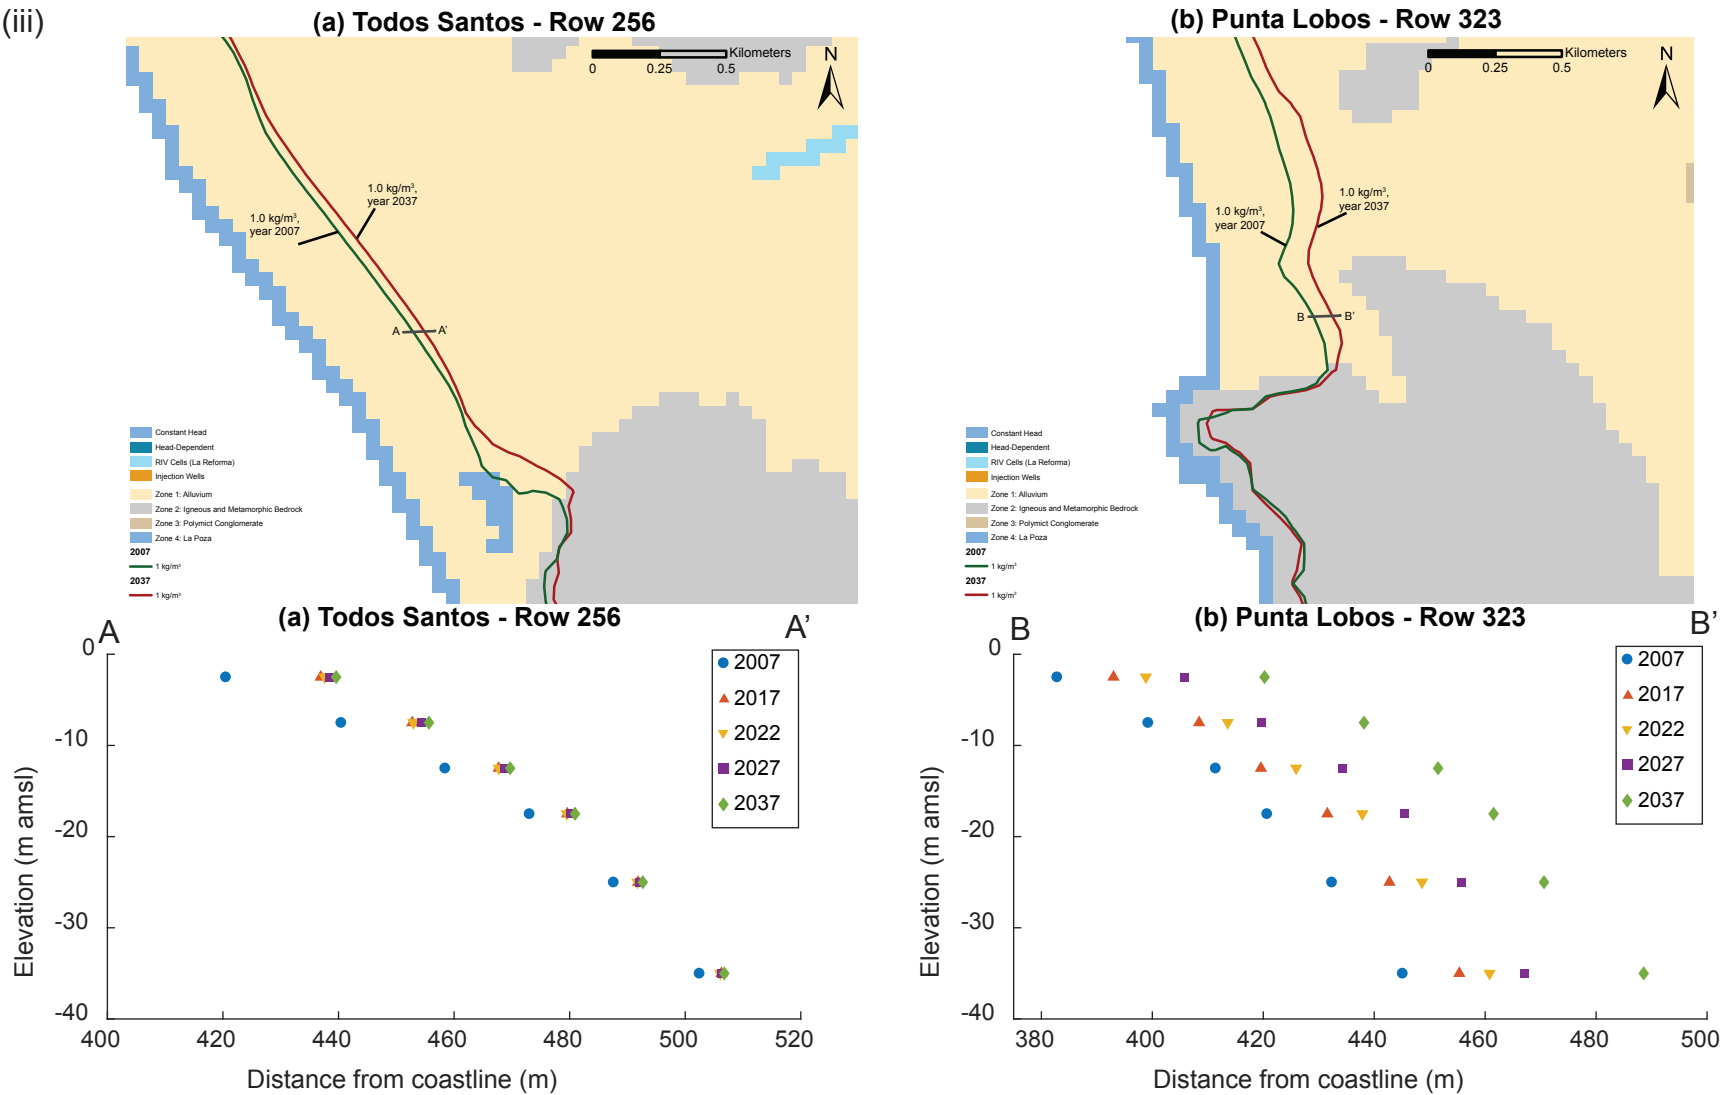 (iii)
(a) Todos Santos - Row 256
Kilometers
0 0.25 0.5
N
1.0 kg/m³,
year 2037
1.0 kg/m³,
year 2007
A A'
Constant Head
Head-Dependent
RIV Cells (La Reforma)
Injection Wells
Zone 1: Alluvium
Zone 2: Igneous and Metamorphic Bedrock
Zone 3: Polymict Conglomerate
Zone 4: La Poza
2007
1 kg/m³
2037
1 kg/m³
(b) Punta Lobos - Row 323
Kilometers
0 0.25 0.5
N
1.0 kg/m³,
year 2037
1.0 kg/m³,
year 2007
B B'
Constant Head
Head-Dependent
RIV Cells (La Reforma)
Injection Wells
Zone 1: Alluvium
Zone 2: Igneous and Metamorphic Bedrock
Zone 3: Polymict Conglomerate
Zone 4: La Poza
2007
1 kg/m³
2037
1 kg/m³
(a) Todos Santos - Row 256
A A'
0
-10
-20
-30
-40
Elevation (m amsl)
2007
2017
2022
2027
2037
400 420 440 460 480 500 520
Distance from coastline (m)
(b) Punta Lobos - Row 323
B B'
0
-10
-20
-30
-40
Elevation (m amsl)
2007
2017
2022
2027
2037
380 400 420 440 460 480 500
Distance from coastline (m)